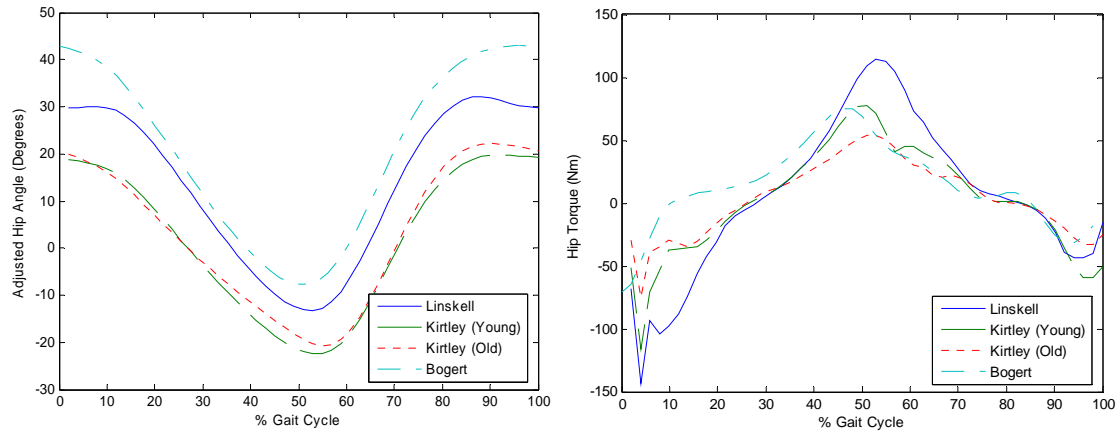 50
40
30
20
10
0
-10
-20
-30
Adjusted Hip Angle (Degrees)
0 10 20 30 40 50 60 70 80 90 100
% Gait Cycle
Linskell
Kirtley (Young)
Kirtley (Old)
Bogert
150
100
50
0
-50
-100
-150
Hip Torque (Nm)
0 10 20 30 40 50 60 70 80 90 100
% Gait Cycle
Linskell
Kirtley (Young)
Kirtley (Old)
Bogert